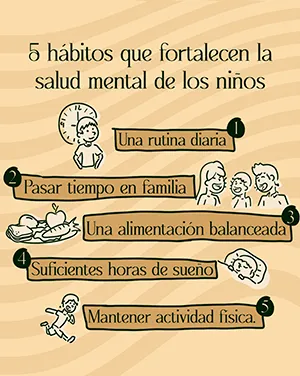 5 hábitos que fortalecen la
salud mental de los niños
1
Una rutina diaria
2
Pasar tiempo en familia
3
Una alimentación balanceada
4
Suficientes horas de sueño
5
Mantener actividad fisica.